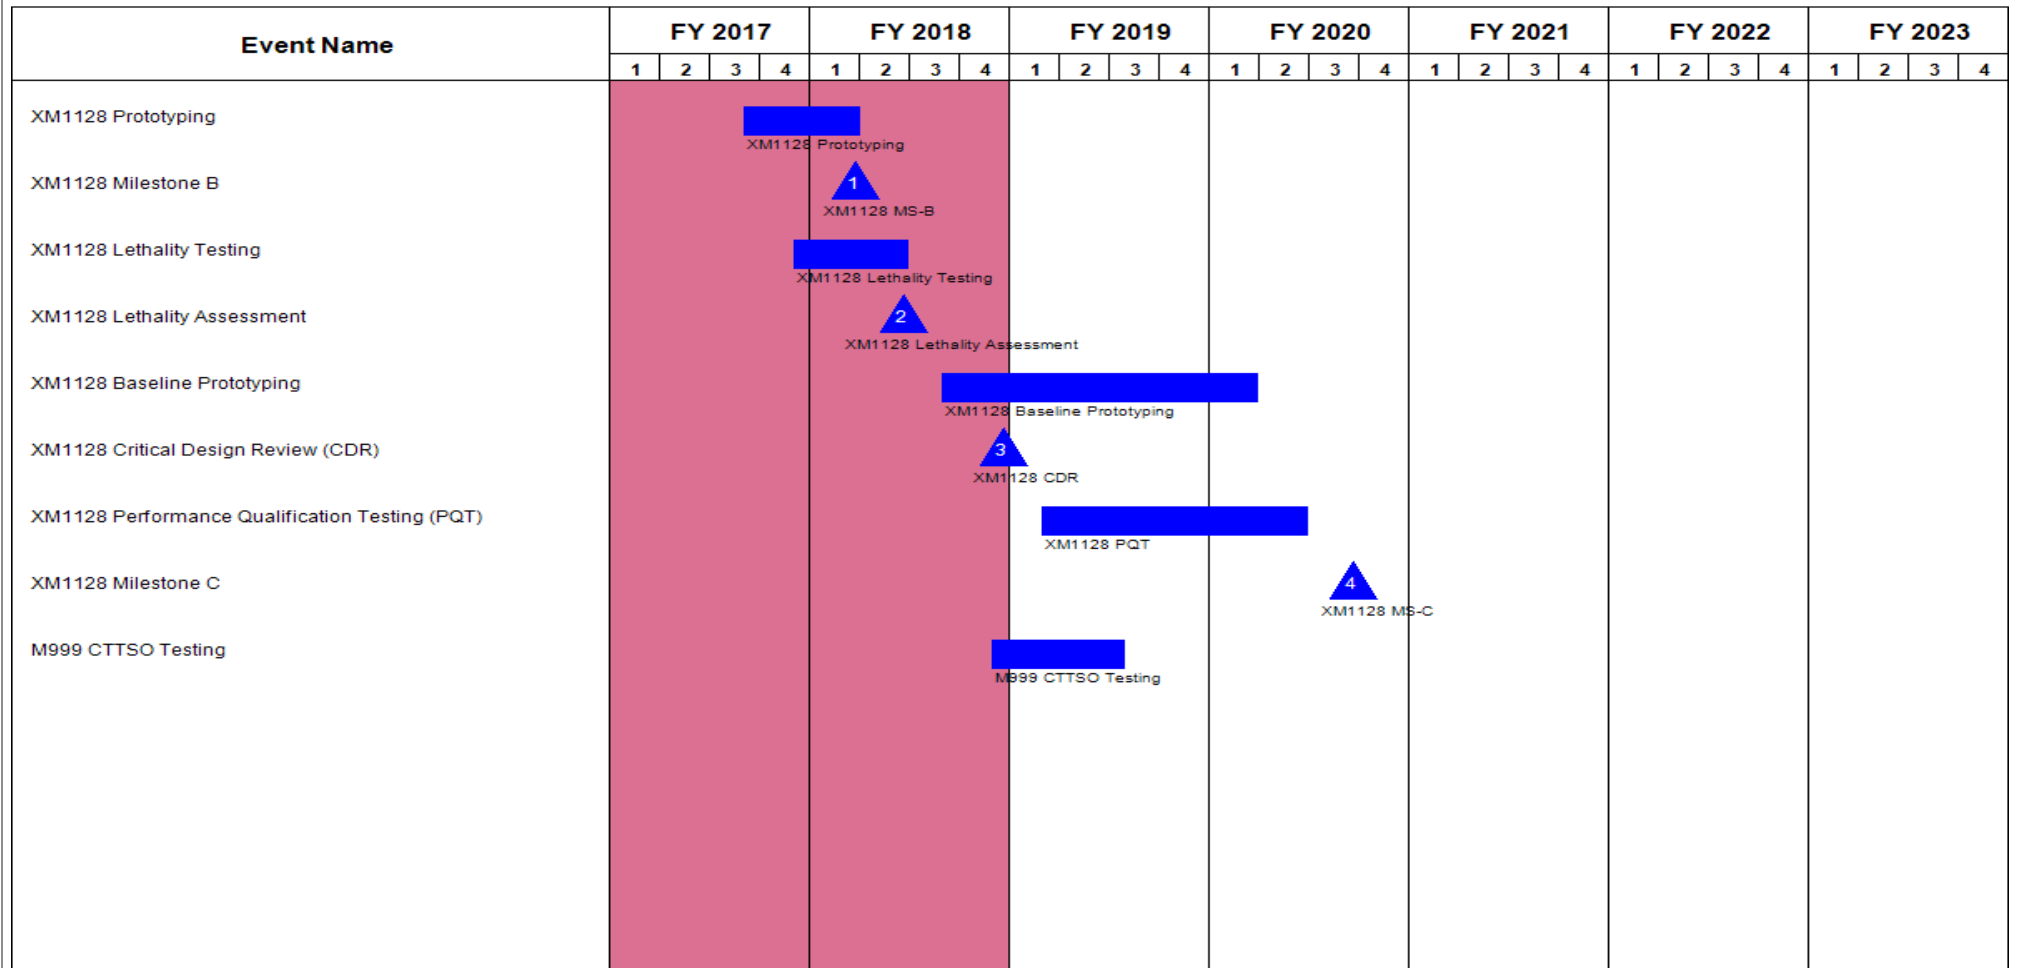 Event Name
FY 2017 FY 2018 FY 2019 FY 2020 FY 2021 FY 2022 FY 2023
1 2 3 4 1 2 3 4 1 2 3 4 1 2 3 4 1 2 3 4 1 2 3 4 1 2 3 4
XM1128 Prototyping
XM1128 Prototyping
XM1128 Milestone B
1
XM1128 MS-B
XM1128 Lethality Testing
XM1128 Lethality Testing
XM1128 Lethality Assessment
2
XM1128 Lethality Assessment
XM1128 Baseline Prototyping
XM1128 Baseline Prototyping
XM1128 Critical Design Review (CDR)
3
XM1128 CDR
XM1128 Performance Qualification Testing (PQT)
XM1128 PQT
XM1128 Milestone C
4
XM1128 MS-C
M999 CTTSO Testing
M999 CTTSO Testing